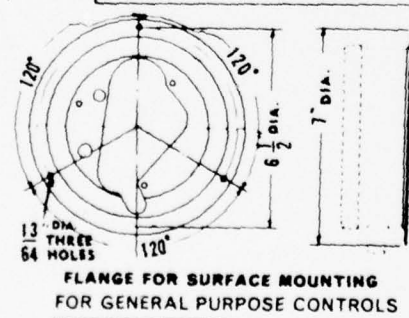 120°
120°
6 1/2" DIA.
7" DIA.
13/64 DIA
THREE
HOLES
120°
FLANGE FOR SURFACE MOUNTING
FOR GENERAL PURPOSE CONTROLS